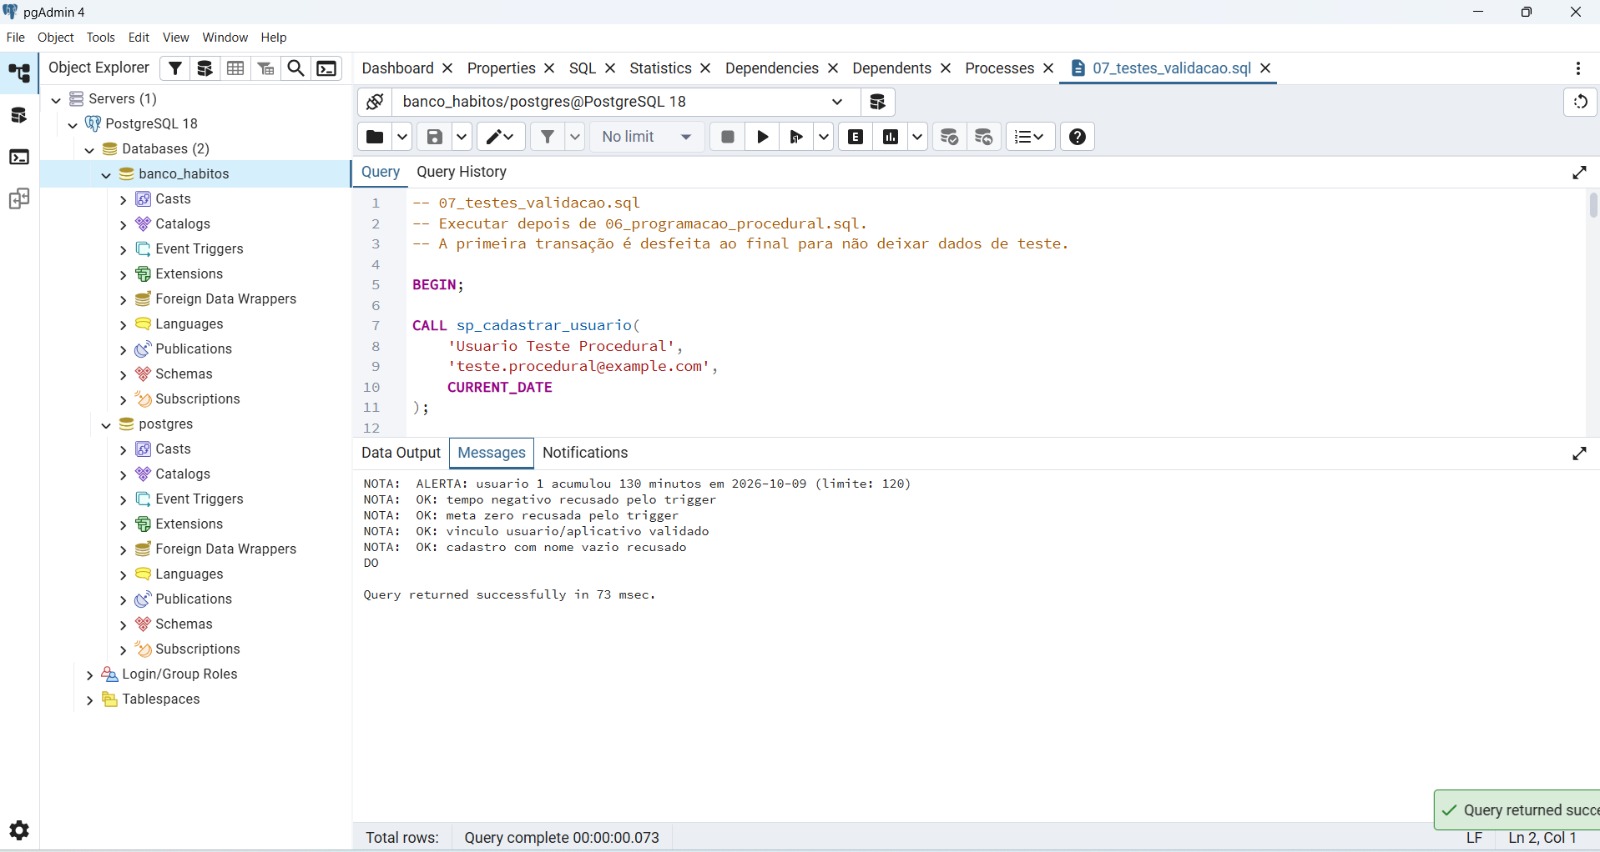 pgAdmin 4
File Object Tools Edit View Window Help
Object Explorer
Dashboard Properties SQL Statistics Dependencies Dependents Processes 07_testes_validacao.sql
Servers (1)
PostgreSQL 18
Databases (2)
banco_habitos
Casts
Catalogs
Event Triggers
Extensions
Foreign Data Wrappers
Languages
Publications
Schemas
Subscriptions
postgres
Casts
Catalogs
Event Triggers
Extensions
Foreign Data Wrappers
Languages
Publications
Schemas
Subscriptions
Login/Group Roles
Tablespaces
banco_habitos/postgres@PostgreSQL 18
No limit
E
Query Query History
1 -- 07_testes_validacao.sql
2 -- Executar depois de 06_programacao_procedural.sql.
3 -- A primeira transação é desfeita ao final para não deixar dados de teste.
4
5 BEGIN;
6
7 CALL sp_cadastrar_usuario(
8 'Usuario Teste Procedural',
9 'teste.procedural@example.com',
10 CURRENT_DATE
11 );
12
Data Output Messages Notifications
NOTA: ALERTA: usuario 1 acumulou 130 minutos em 2026-10-09 (limite: 120)
NOTA: OK: tempo negativo recusado pelo trigger
NOTA: OK: meta zero recusada pelo trigger
NOTA: OK: vinculo usuario/aplicativo validado
NOTA: OK: cadastro com nome vazio recusado
DO
Query returned successfully in 73 msec.
Query returned succe
Total rows: Query complete 00:00:00.073 LF Ln 2, Col 1